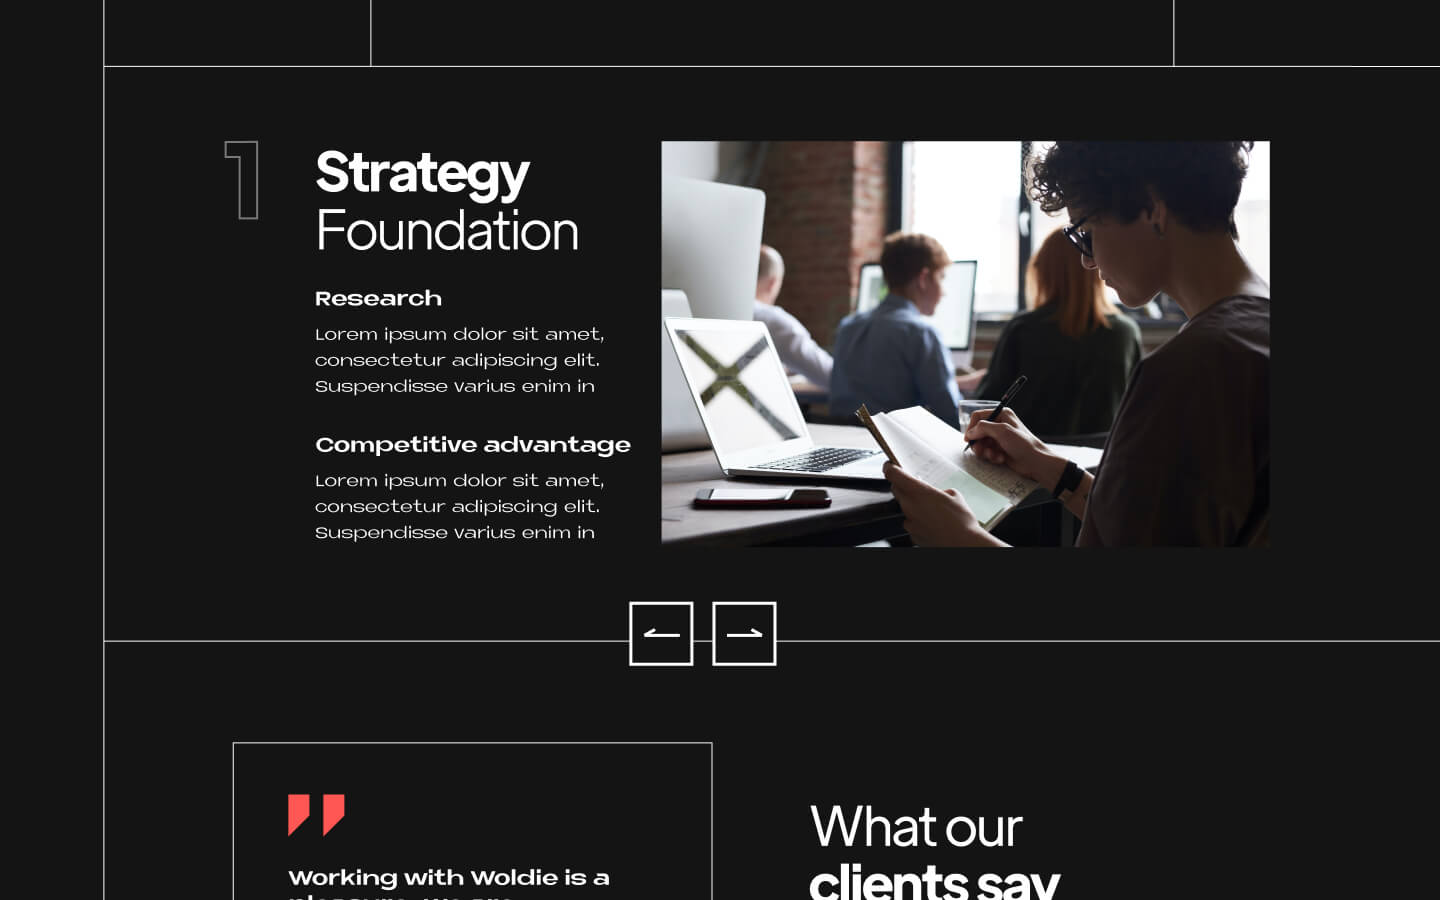 1
Strategy
Foundation
Research
Lorem ipsum dolor sit amet,
consectetur adipiscing elit.
Suspendisse varius enim in
Competitive advantage
Lorem ipsum dolor sit amet,
consectetur adipiscing elit.
Suspendisse varius enim in
Working with Woldie is a
What our
clients say